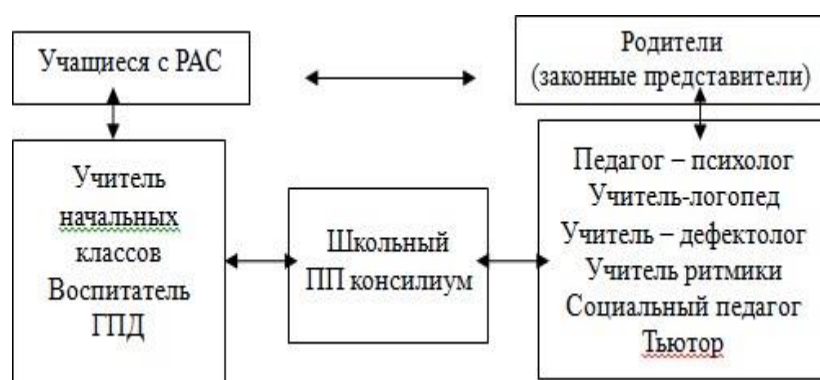 Учащиеся с РАС
Родители
(законные представители)
Учитель
начальных
классов
Воспитатель
ГПД
Школьный
ПП консилиум
Педагог – психолог
Учитель-логопед
Учитель – дефектолог
Учитель ритмики
Социальный педагог
Тьютор